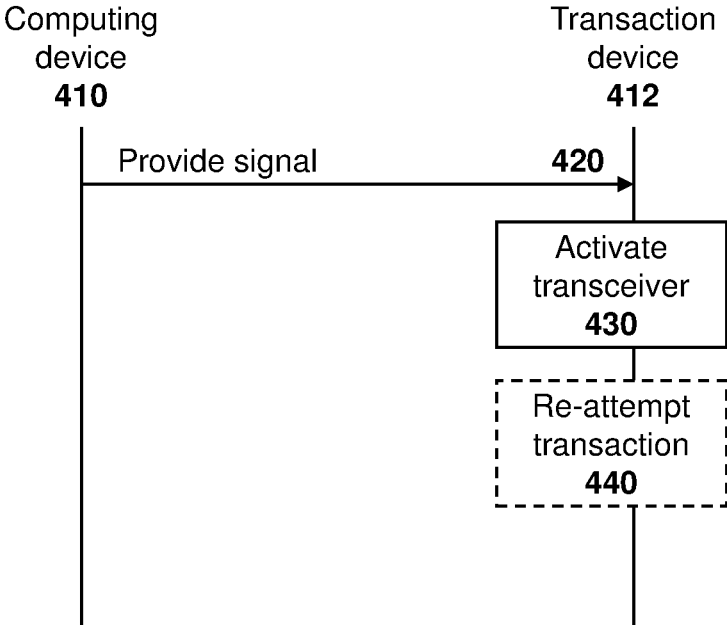 Computing
device
410
Transaction
device
412
Provide signal
420
Activate
transceiver
430
Re-attempt
transaction
440